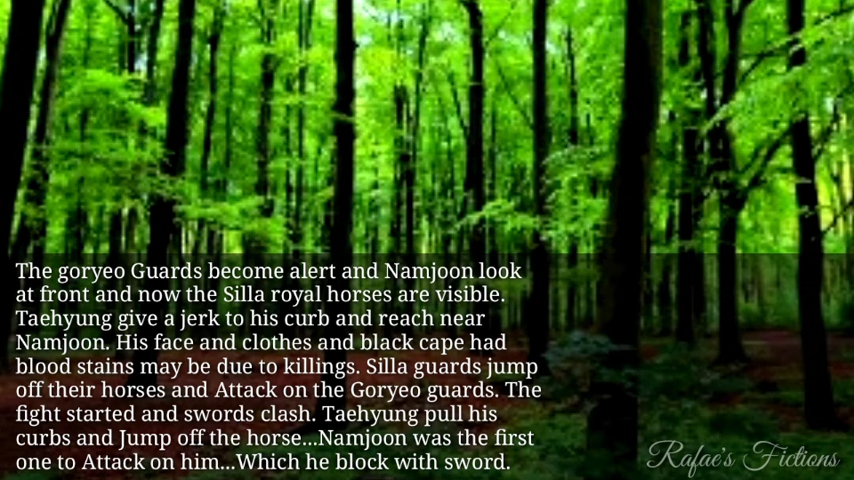 The goryeo Guards become alert and Namjoon look
at front and now the Silla royal horses are visible.
Taehyung give a jerk to his curb and reach near
Namjoon. His face and clothes and black cape had
blood stains may be due to killings. Silla guards jump
off their horses and Attack on the Goryeo guards. The
fight started and swords clash. Taehyung pull his
curbs and Jump off the horse...Namjoon was the first
one to Attack on him...Which he block with sword.
Rafae's Fictions